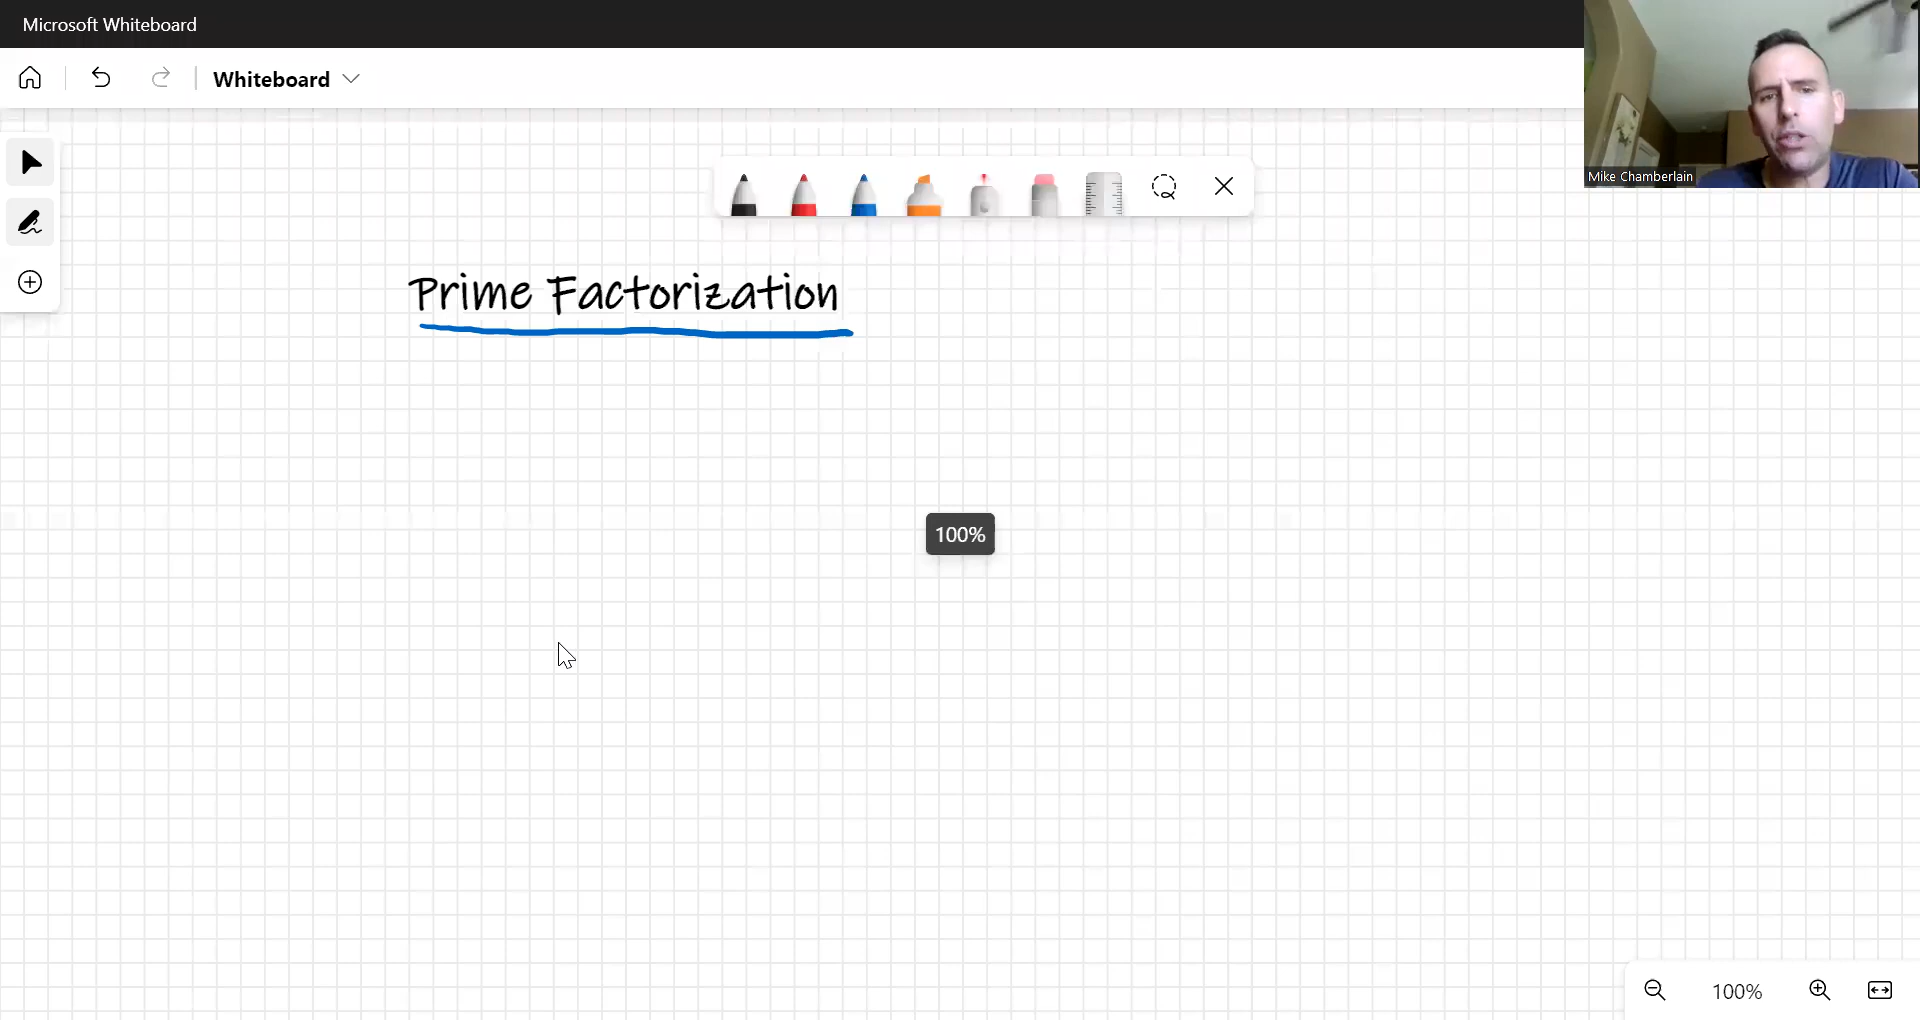 Microsoft Whiteboard
Whiteboard
Mike Chamberlain
Prime Factorization
100%
100%